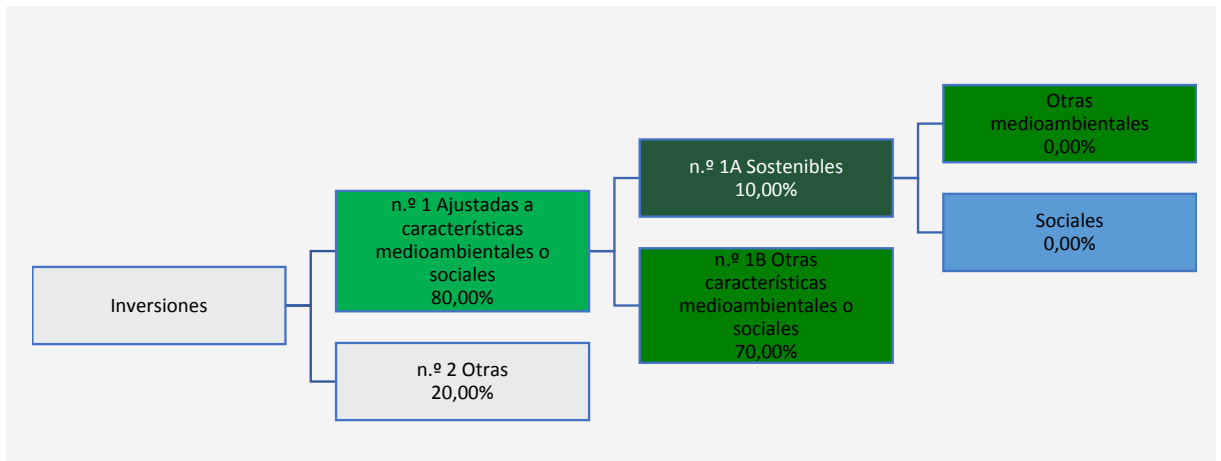 Inversiones
n.º 1 Ajustadas a
características
medioambientales o
sociales
80,00%
n.º 2 Otras
20,00%
n.º 1A Sostenibles
10,00%
n.º 1B Otras
características
medioambientales o
sociales
70,00%
Otras
medioambientales
0,00%
Sociales
0,00%